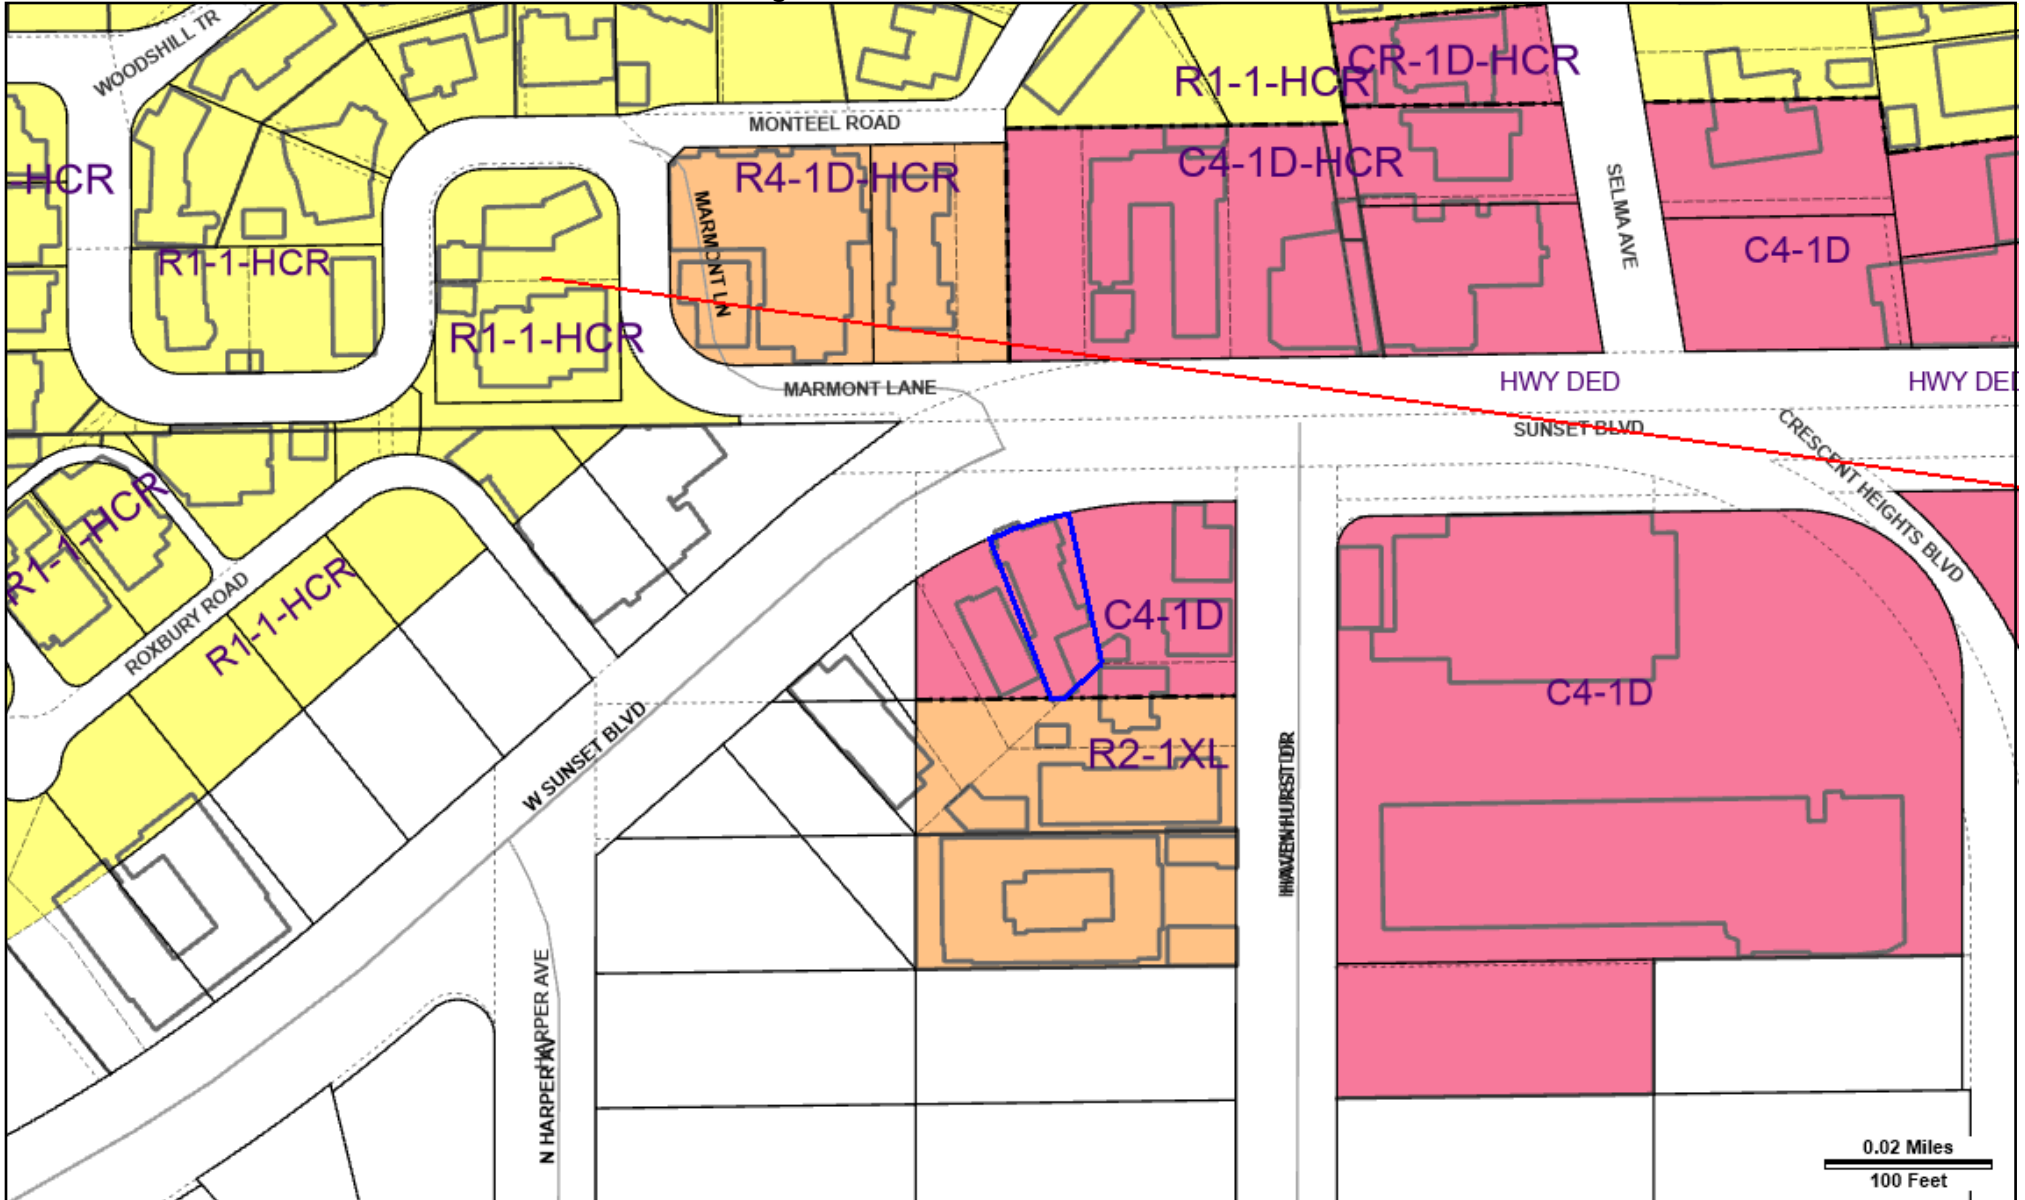 WOODSHILL TR
R1-1-HCR
CR-1D-HCR
MONTEEL ROAD
-HCR
R4-1D-HCR
C4-1D-HCR
SELMA AVE
MARMONT LN
R1-1-HCR
C4-1D
R1-1-HCR
MARMONT LANE
HWY DED
HWY DED
SUNSET BLVD
CRESCENT HEIGHTS BLVD
R1-1-HCR
ROXBURY ROAD
R1-1-HCR
C4-1D
C4-1D
W SUNSET BLVD
R2-1XL
HARPER AVE
N HARPER AV
0.02 Miles
100 Feet